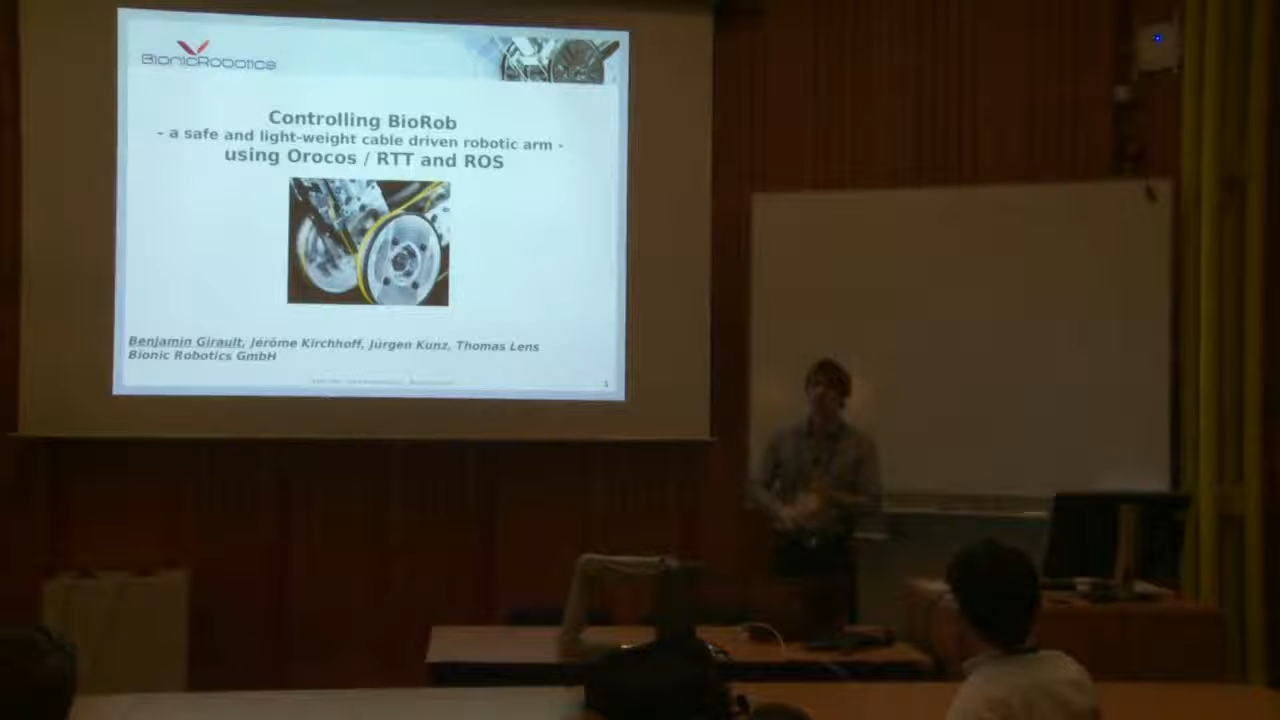 BIONICROBOTICS
Controlling BioRob
- a safe and light-weight cable driven robotic arm -
using Orocos / RTT and ROS
Benjamin Girault, Jérôme Kirchhoff, Jürgen Kunz, Thomas Lens
Bionic Robotics GmbH
1